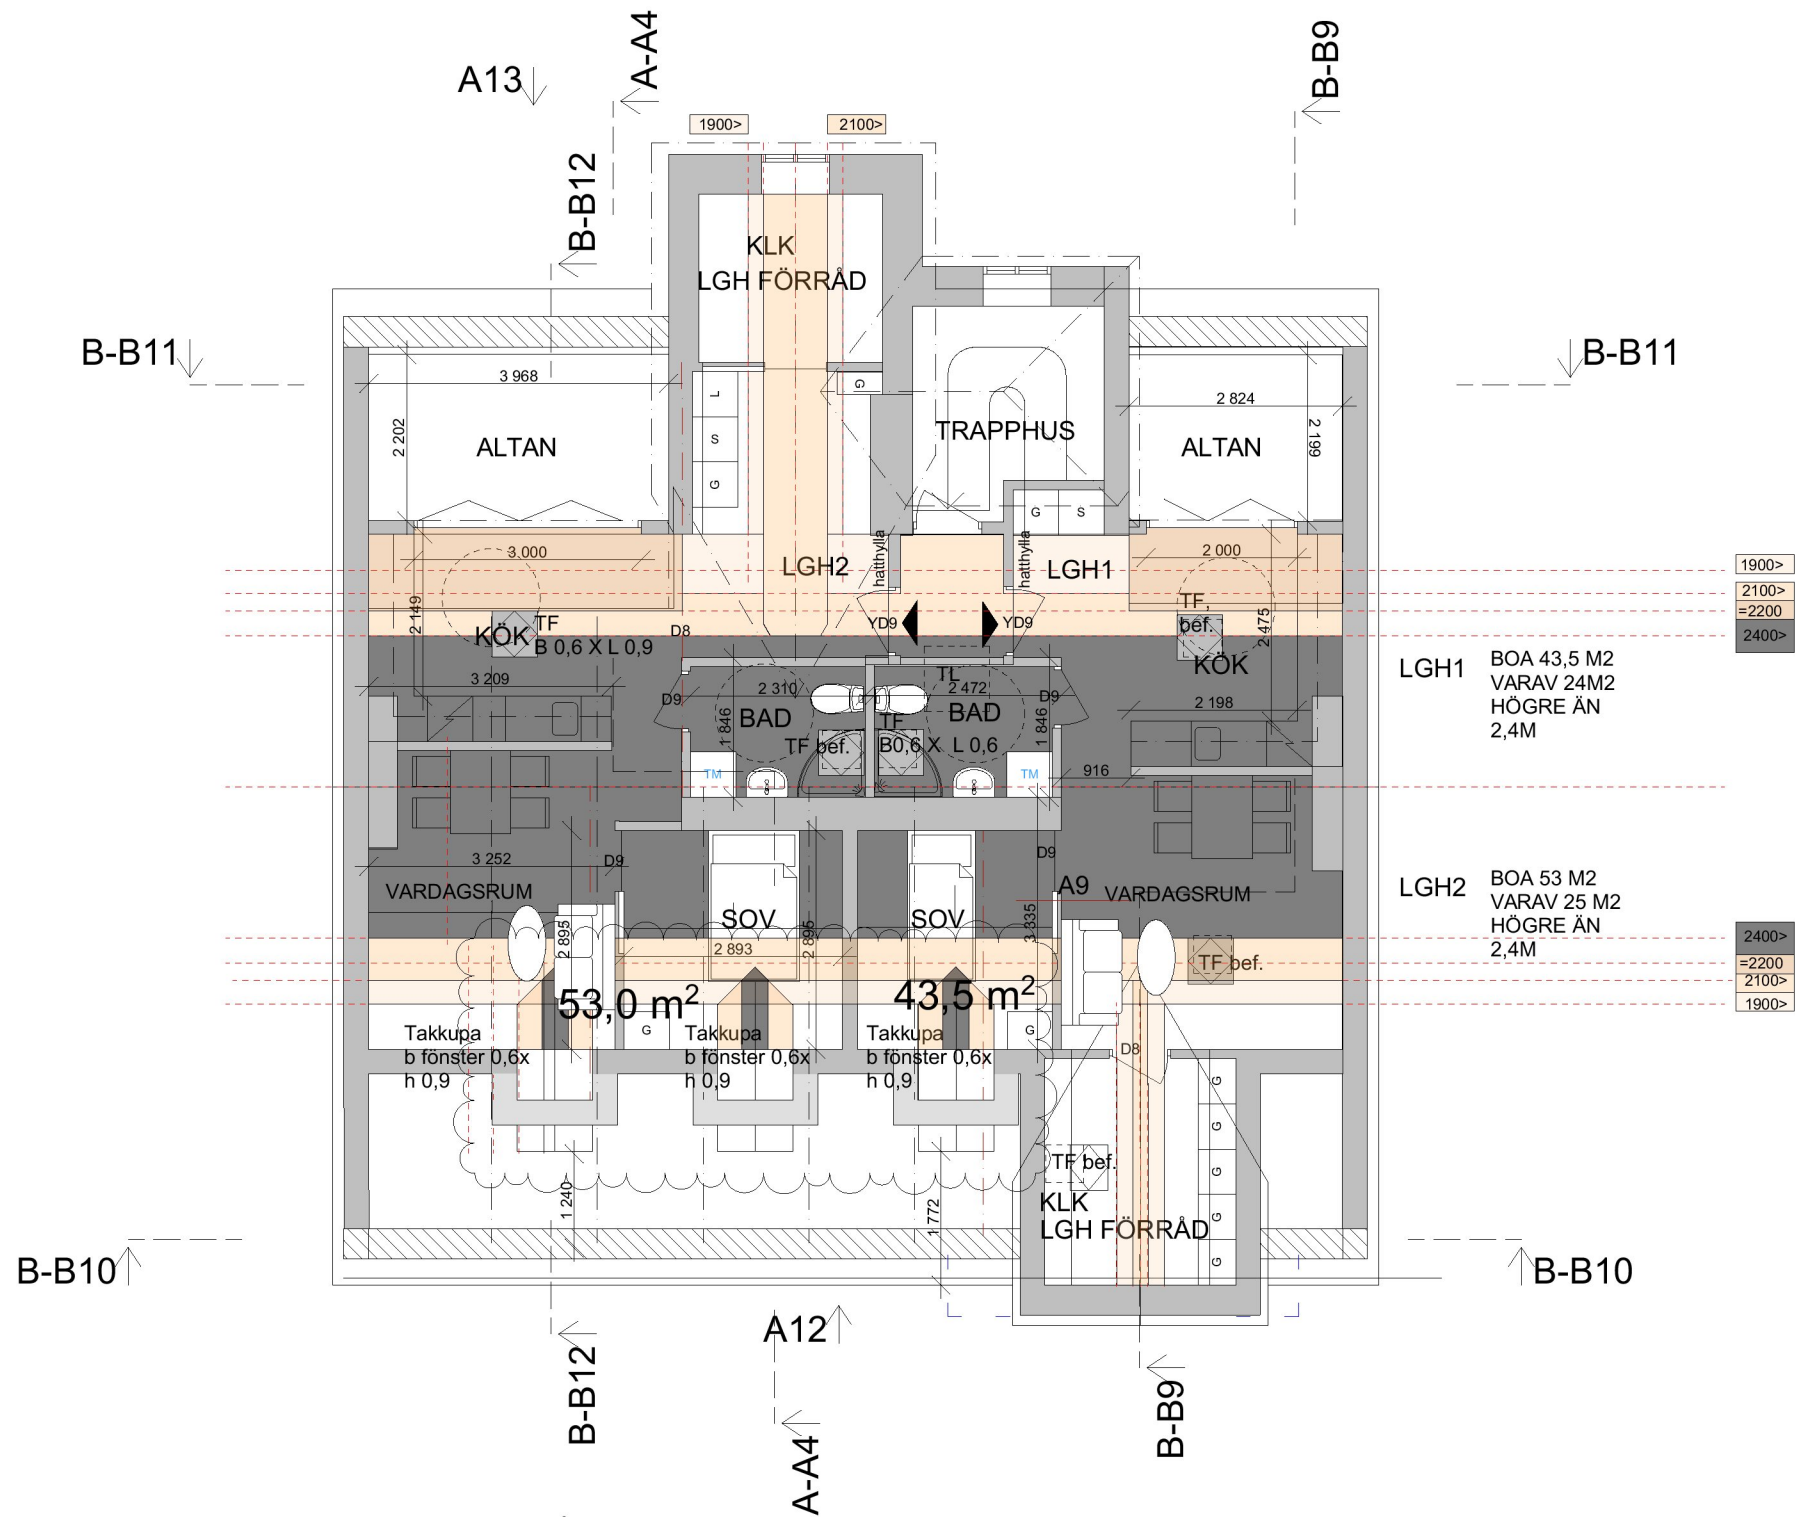 A13
A-A4
B-B9
1900>
2100>
B-B12
KLK
LGH FÖRRÅD
B-B11
B-B11
3 968
L
G
2 824
2 202
S
TRAPPHUS
2 199
ALTAN
ALTAN
G
G
S
hatthylla
hatthylla
3 000
LGH2
LGH1
2 000
1900>
2100>
=2200
2400>
2 149
TF
B 0,6 X L 0,9
KÖK
D8
YD9
YD9
TF,
bef.
2 475
KÖK
LGH1
BOA 43,5 M2
VARAV 24M2
HÖGRE ÄN
2,4M
3 209
D9
2 310
TL
2 472
D9
2 198
BAD
BAD
1 846
TF bef.
TF
B0,6 X L 0,6
1 846
TM
TM
916
3 252
D9
D9
VARDAGSRUM
A9
VARDAGSRUM
LGH2
BOA 53 M2
VARAV 25 M2
HÖGRE ÄN
2,4M
SOV
SOV
2 895
2 893
2 895
3 335
TF bef.
2400>
=2200
2100>
1900>
53,0 m2
43,5 m2
G
G
Takkupa
b fönster 0,6x
h 0,9
Takkupa
b fönster 0,6x
h 0,9
Takkupa
b fönster 0,6x
h 0,9
D8
G
G
G
G
G
TF bef.
KLK
LGH FÖRRÅD
1 240
1 772
B-B10
B-B10
A12
B-B12
A-A4
B-B9